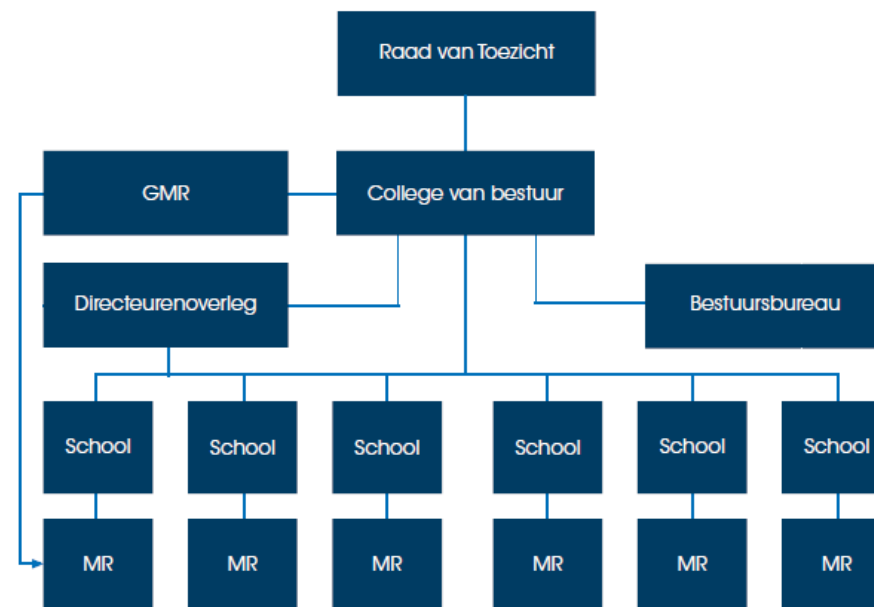 Raad van Toezicht
GMR
College van bestuur
Directeurenoverleg
Bestuursbureau
School
School
School
School
School
School
MR
MR
MR
MR
MR
MR